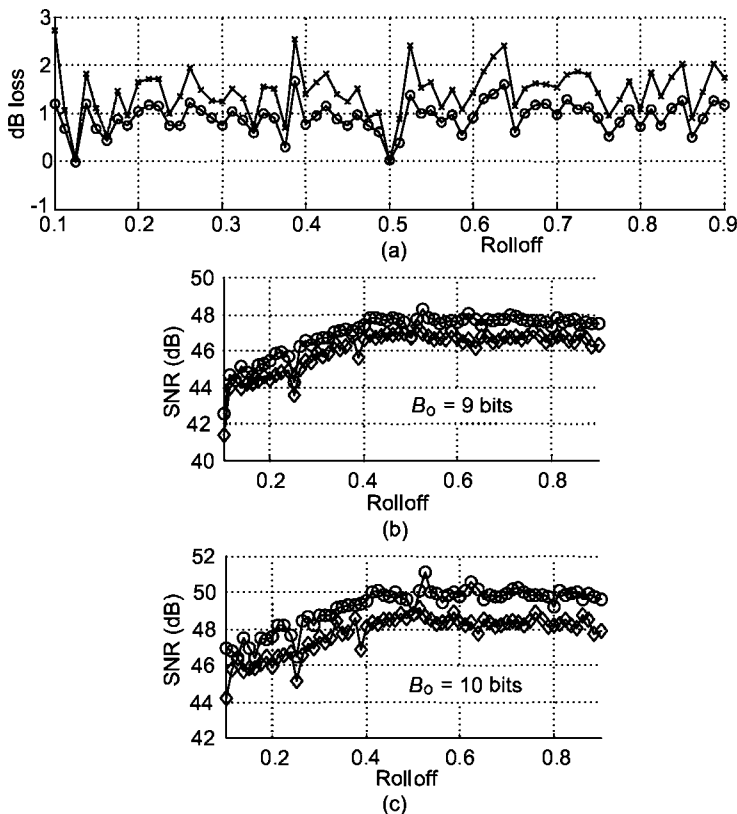 3
2
1
0
-1
dB loss
0.1 0.2 0.3 0.4 0.5 0.6 0.7 0.8 0.9
Rolloff
(a)
50
48
46
44
42
40
SNR (dB)
B₀ = 9 bits
0.2 0.4 0.6 0.8
Rolloff
(b)
52
50
48
46
44
42
SNR (dB)
B₀ = 10 bits
0.2 0.4 0.6 0.8
Rolloff
(c)